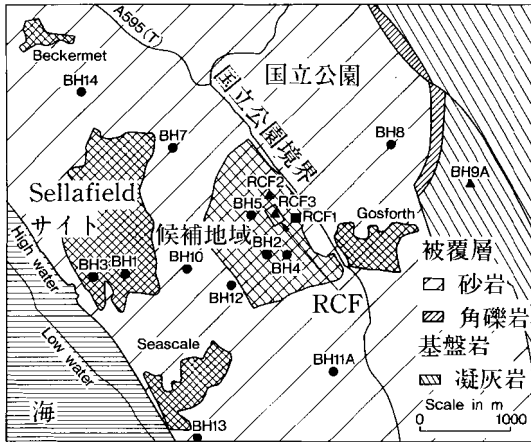 A595(T)
Beckermet
BH14
国立公園
国立公園境界
BH7
BH8
BH9A
Sellafield
サイト
RCF2
RCF3
BH5
RCF1
Gosforth
候補地域
被覆層
砂岩
角礫岩
基盤岩
凝灰岩
High water
BH3
BH1
BH10
BH2
BH4
BH12
RCF
Low water
Seascale
BH11A
Scale in m
0
1000
海
BH13